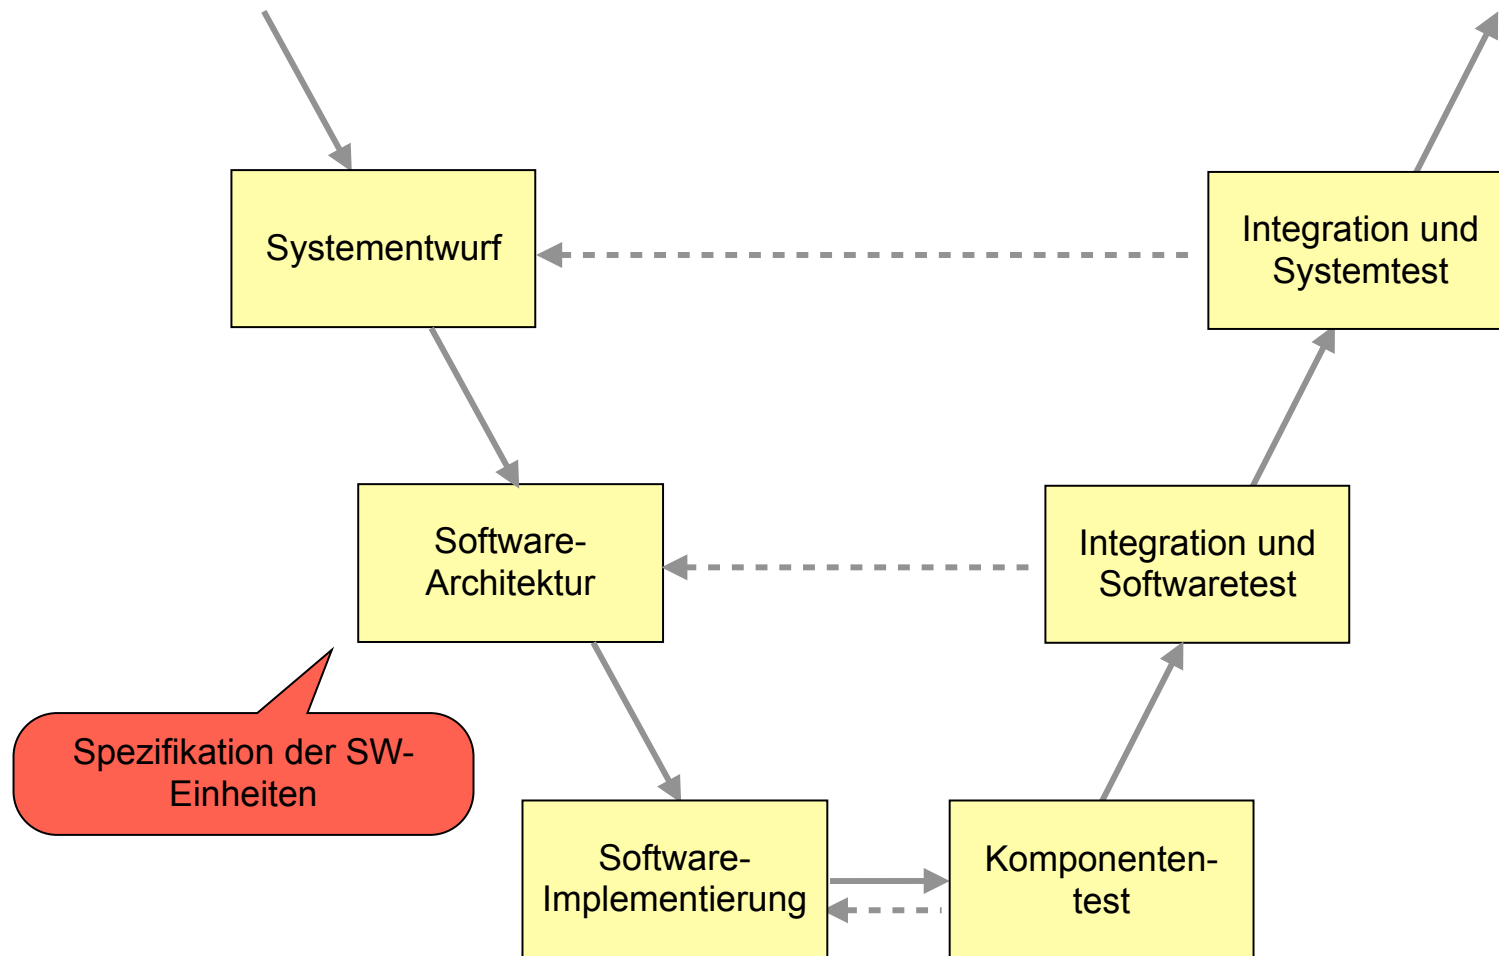 Systementwurf
Integration und
Systemtest
Software-
Architektur
Integration und
Softwaretest
Spezifikation der SW-
Einheiten
Software-
Implementierung
Komponenten-
test